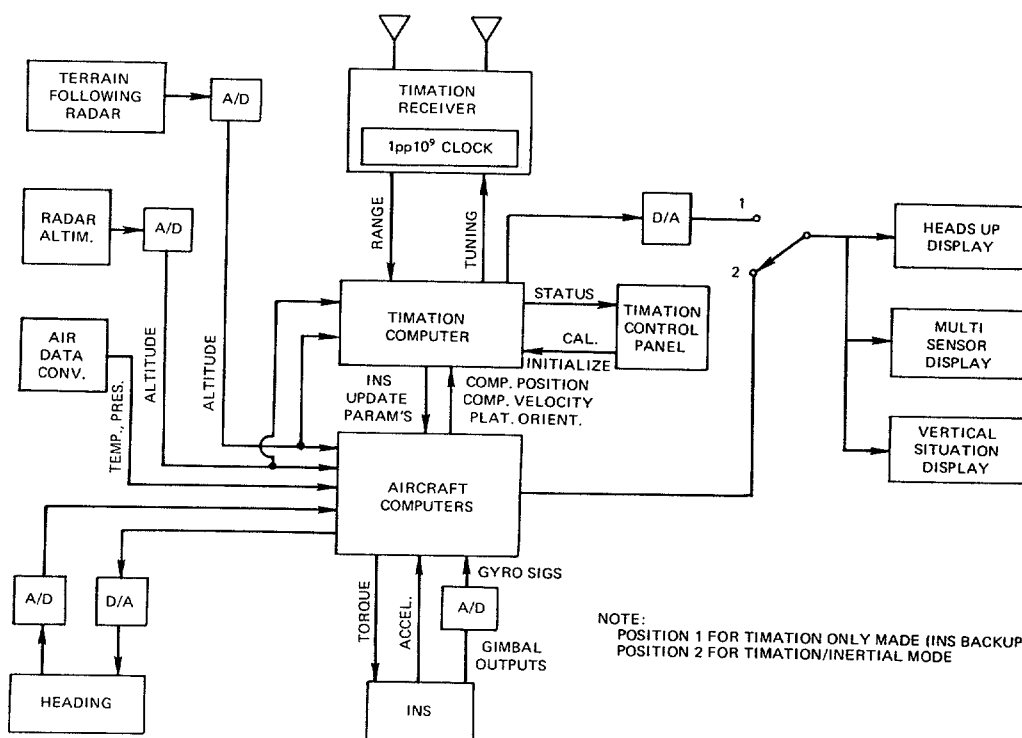 TERRAIN
FOLLOWING
RADAR
A/D
TIMATION
RECEIVER
1pp10⁹ CLOCK
RADAR
ALTIM.
A/D
RANGE
TUNING
D/A
1
2
HEADS UP
DISPLAY
AIR
DATA
CONV.
TEMP., PRES.
ALTITUDE
ALTITUDE
TIMATION
COMPUTER
STATUS
CAL.
INITIALIZE
TIMATION
CONTROL
PANEL
MULTI
SENSOR
DISPLAY
INS
UPDATE
PARAM'S
COMP. POSITION
COMP. VELOCITY
PLAT. ORIENT.
VERTICAL
SITUATION
DISPLAY
AIRCRAFT
COMPUTERS
A/D
D/A
HEADING
TORQUE
ACCEL.
GYRO SIGS
A/D
GIMBAL
OUTPUTS
INS
NOTE:
POSITION 1 FOR TIMATION ONLY MADE (INS BACKUP
POSITION 2 FOR TIMATION/INERTIAL MODE